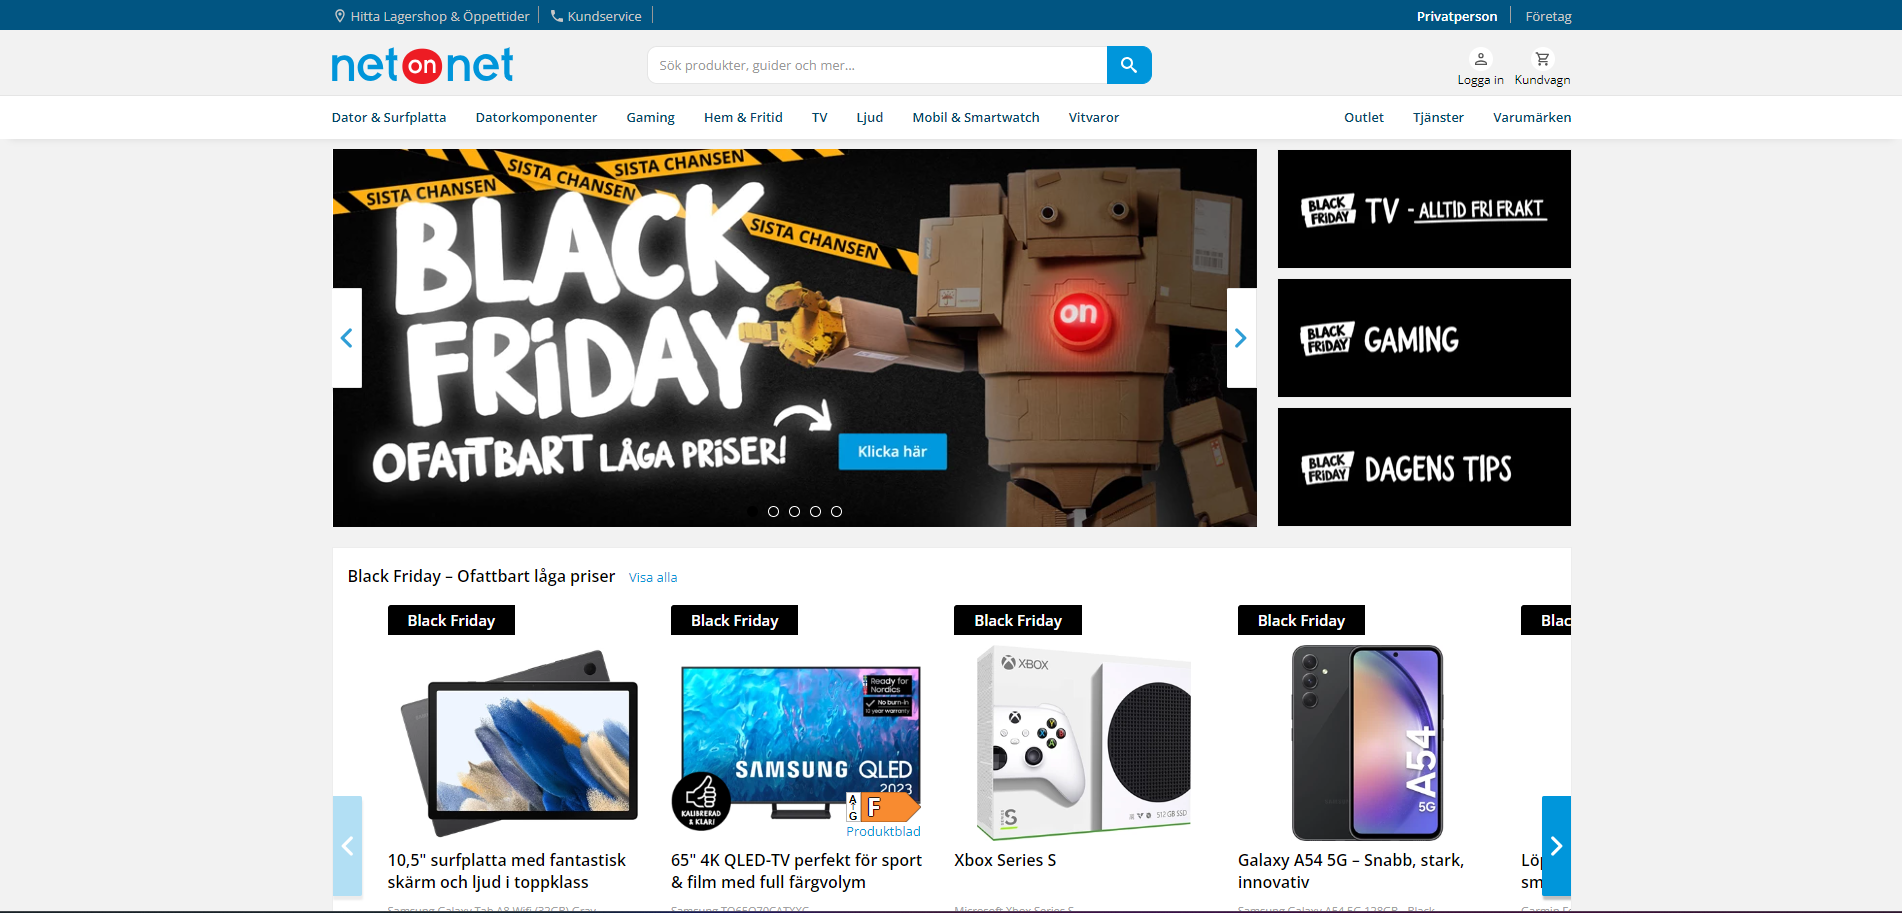 Hitta Lagershop & Öppettider
Kundservice
Privatperson
Företag
net on net
Sök produkter, guider och mer...
Logga in
Kundvagn
Dator & Surfplatta
Datorkomponenter
Gaming
Hem & Fritid
TV
Ljud
Mobil & Smartwatch
Vitvaror
Outlet
Tjänster
Varumärken
SISTA CHANSEN
SISTA CHANSEN
SISTA CHANSEN
SISTA CHANSEN
BLACK
FRIDAY
OFATTBART LÅGA PRISER!
Klicka här
on
BLACK
FRIDAY
TV - ALLTID FRI FRAKT
BLACK
FRIDAY
GAMING
BLACK
FRIDAY
DAGENS TIPS
Black Friday – Ofattbart låga priser
Visa alla
Black Friday
Black Friday
Black Friday
Black Friday
Blac
Ready for
Nordics
No burn-in
10 year warranty
SAMSUNG QLED
2023
KALIBRERAD
& KLAR!
A
G
F
Produktblad
XBOX
X
Y
X
B
A
SERIES
S
512 GB SSD
A54
5G
10,5" surfplatta med fantastisk
skärm och ljud i toppklass
65" 4K QLED-TV perfekt för sport
& film med full färgvolym
Xbox Series S
Galaxy A54 5G – Snabb, stark,
innovativ
Löp
sm
Samsung Galaxy Tab A8 Wifi (32GB) Gray
Samsung TQ65Q70CATXXC
Microsoft Xbox Series S
Samsung Galaxy A54 5G 128GB - Black